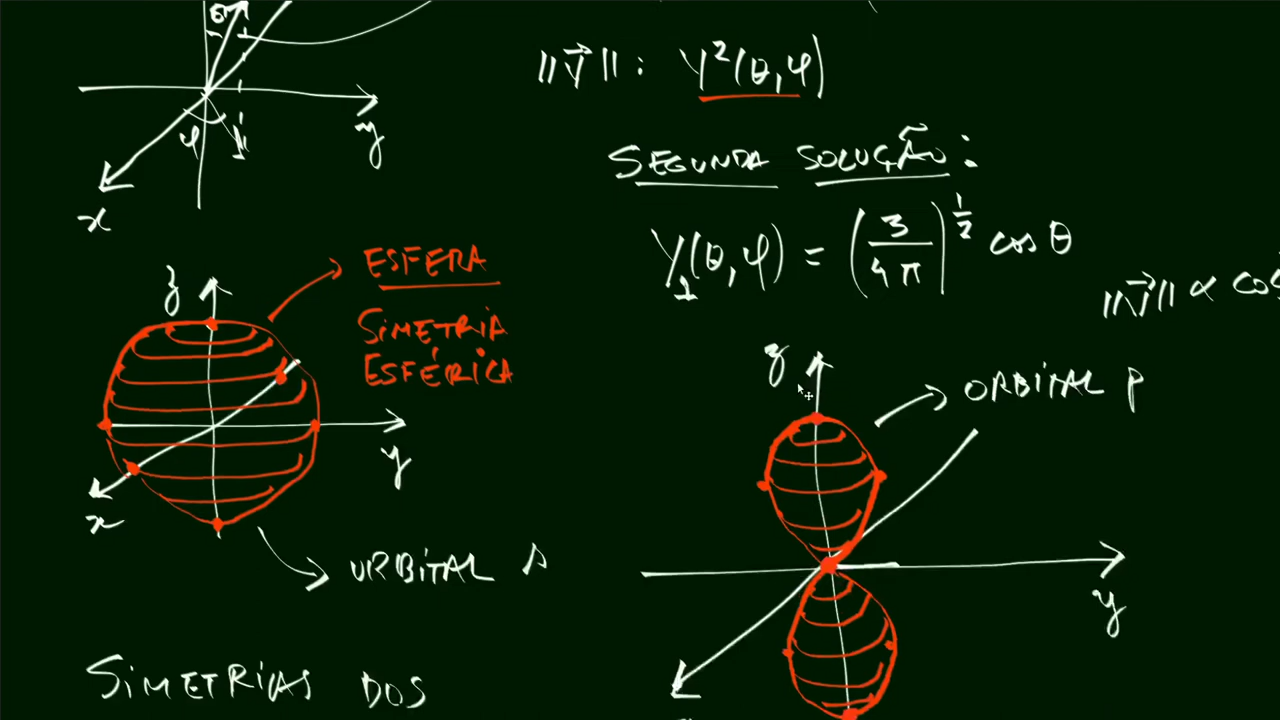 θ
φ
y
x
||V⃗||: Y²(θ,φ)
SEGUNDA SOLUÇÃO:
Y₁(θ,φ) = (3/4π)^1/2 cos θ
||V⃗|| ∝ cos
z
ESFERA
SIMETRIA
ESFÉRICA
y
x
ORBITAL s
z
ORBITAL p
y
SIMETRIAS DOS